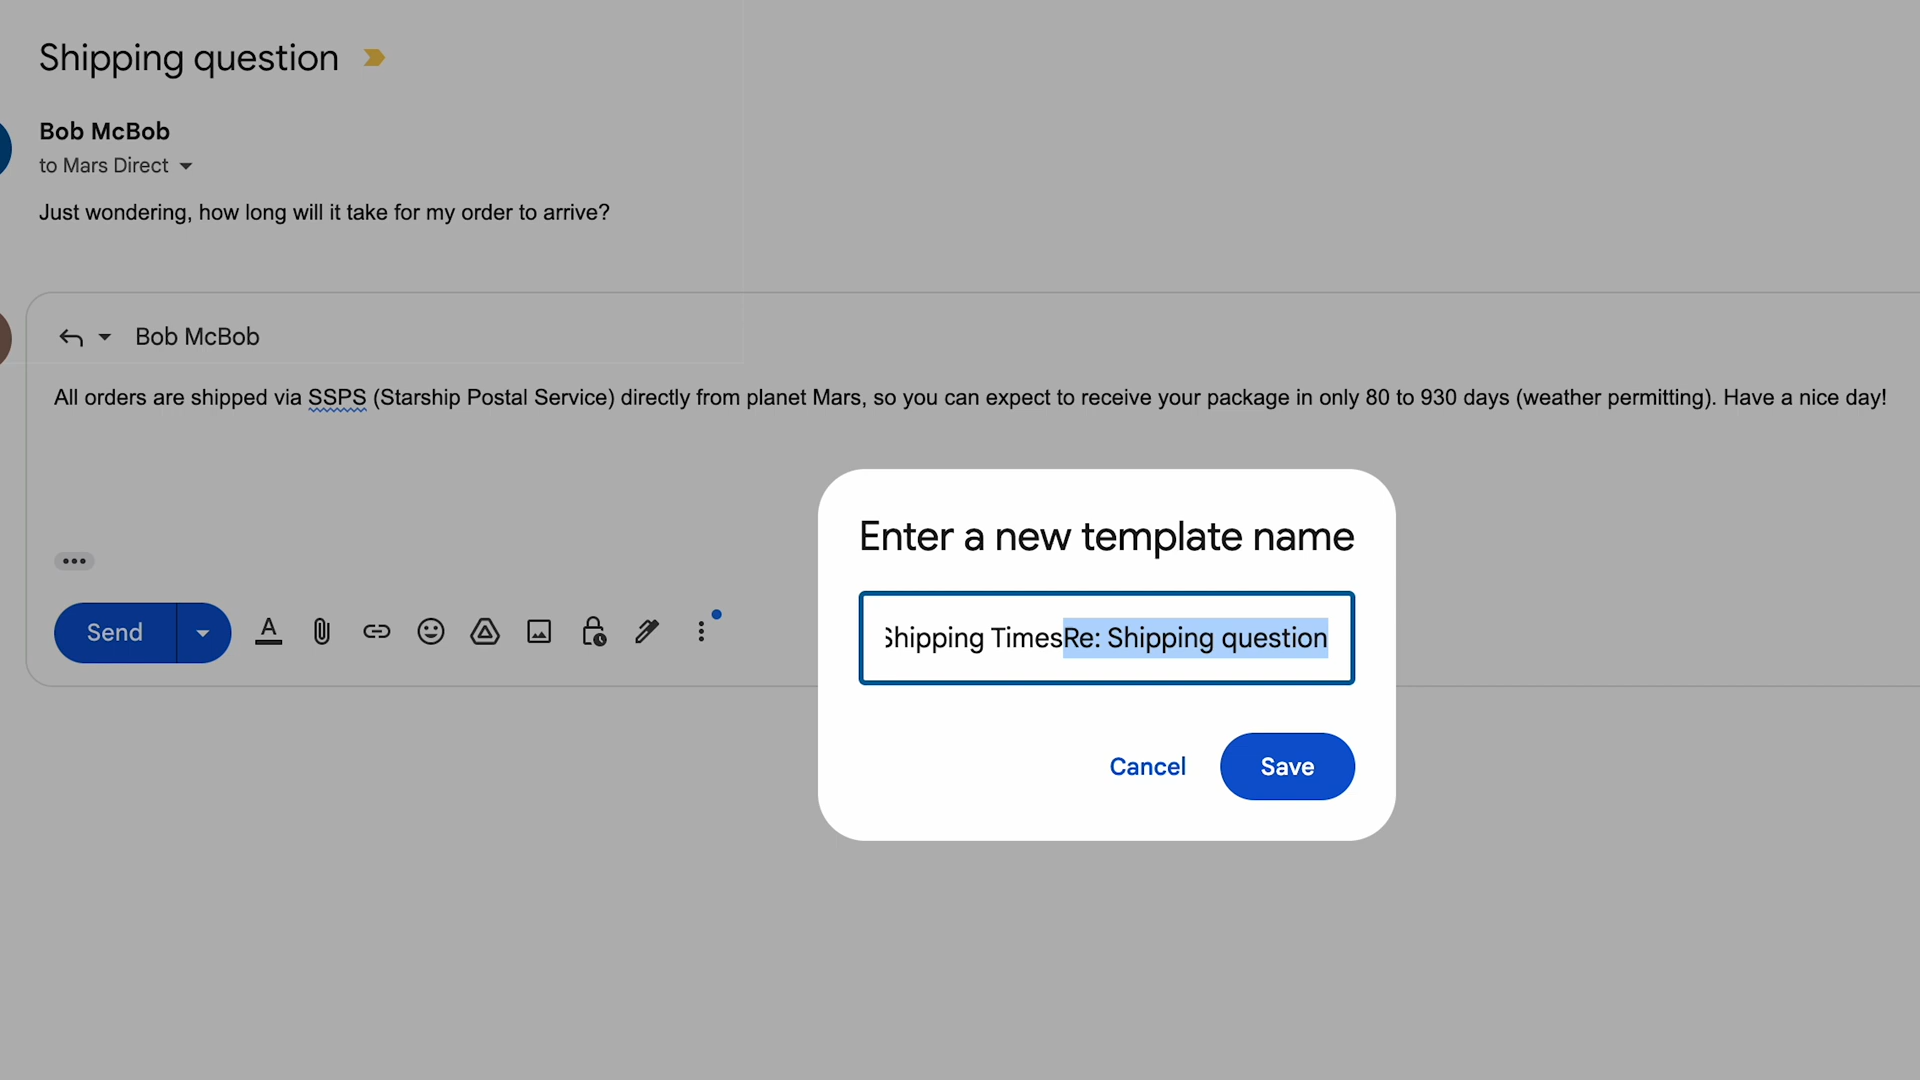 Shipping question
Bob McBob
to Mars Direct
Just wondering, how long will it take for my order to arrive?
Bob McBob
All orders are shipped via SSPS (Starship Postal Service) directly from planet Mars, so you can expect to receive your package in only 80 to 930 days (weather permitting). Have a nice day!
Enter a new template name
Shipping TimesRe: Shipping question
Send
Cancel
Save